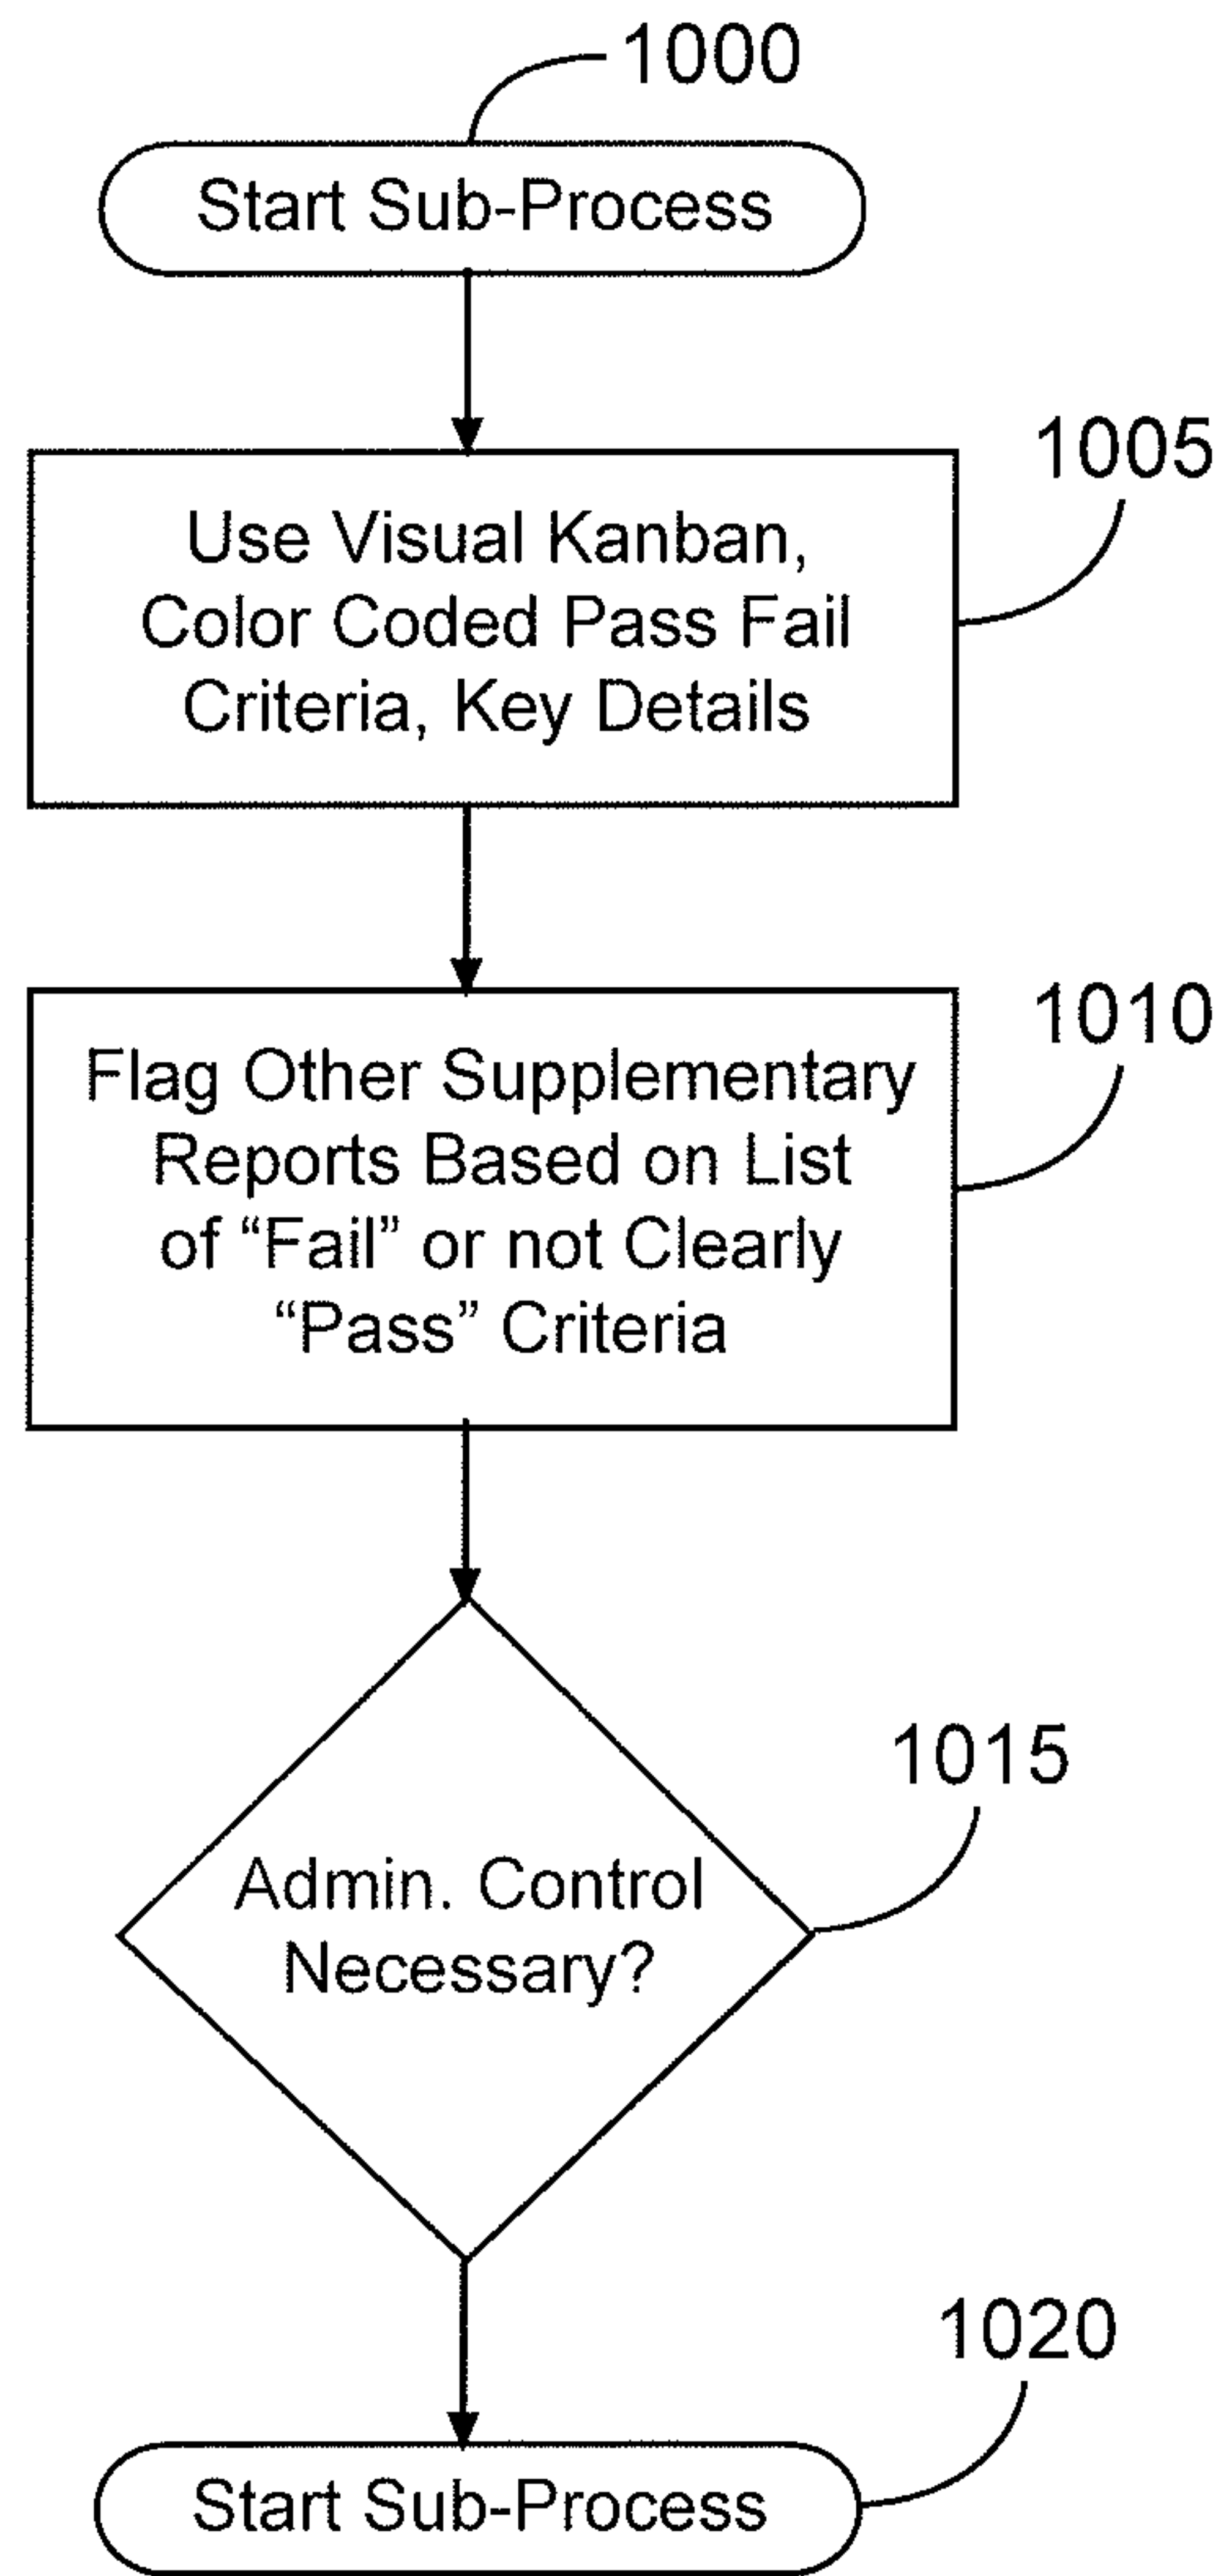 1000
Start Sub-Process
1005
Use Visual Kanban,
Color Coded Pass Fail
Criteria, Key Details
1010
Flag Other Supplementary
Reports Based on List
of “Fail” or not Clearly
“Pass” Criteria
1015
Admin. Control
Necessary?
1020
Start Sub-Process